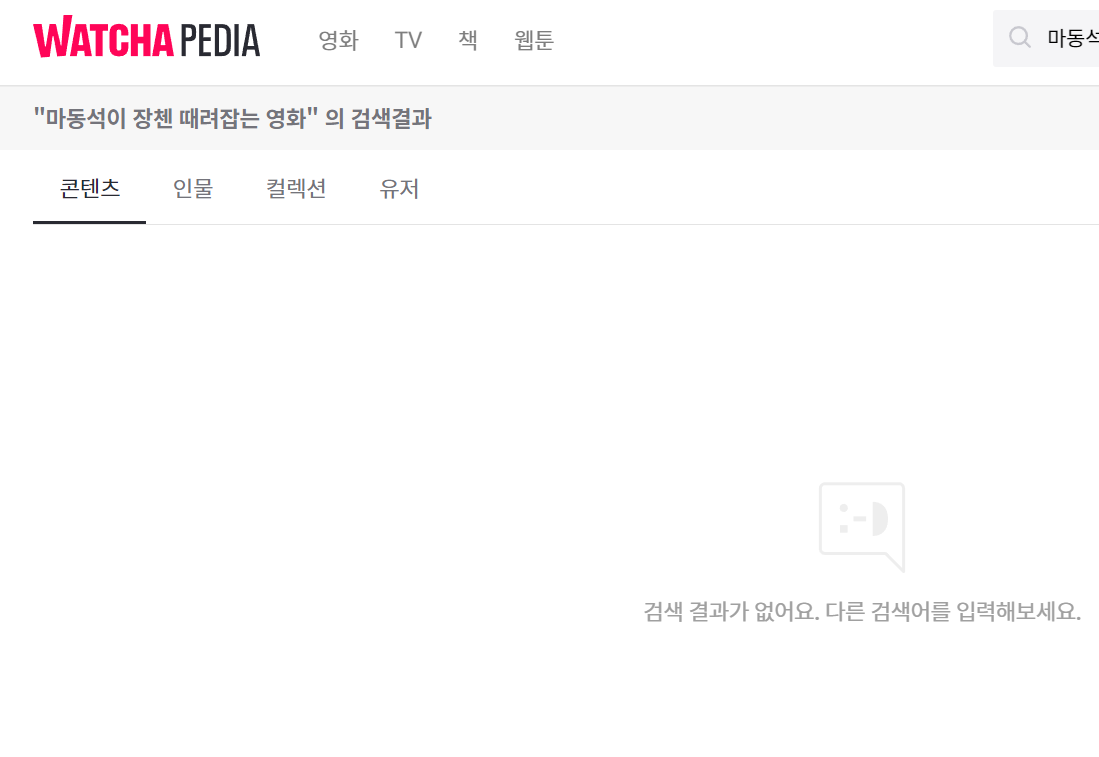 WATCHA PEDIA 영화 TV 책 웹툰 마동석
"마동석이 장첸 때려잡는 영화" 의 검색결과
콘텐츠 인물 컬렉션 유저
:-D
검색 결과가 없어요. 다른 검색어를 입력해보세요.